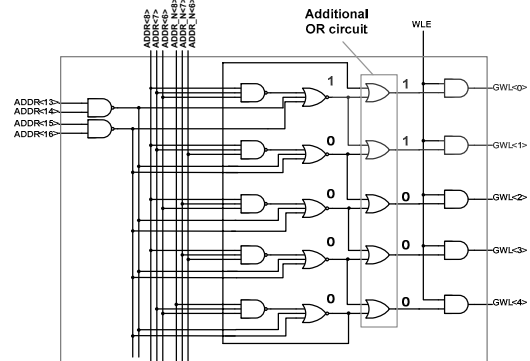 ADDR<8>
ADDR<7>
ADDR<6>
ADDR_N<8>
ADDR_N<7>
ADDR_N<6>
Additional
OR circuit
WLE
1
1
GWL<0>
ADDR<13>
ADDR<14>
ADDR<15>
ADDR<16>
0
1
GWL<1>
0
0
GWL<2>
0
0
GWL<3>
0
0
GWL<4>